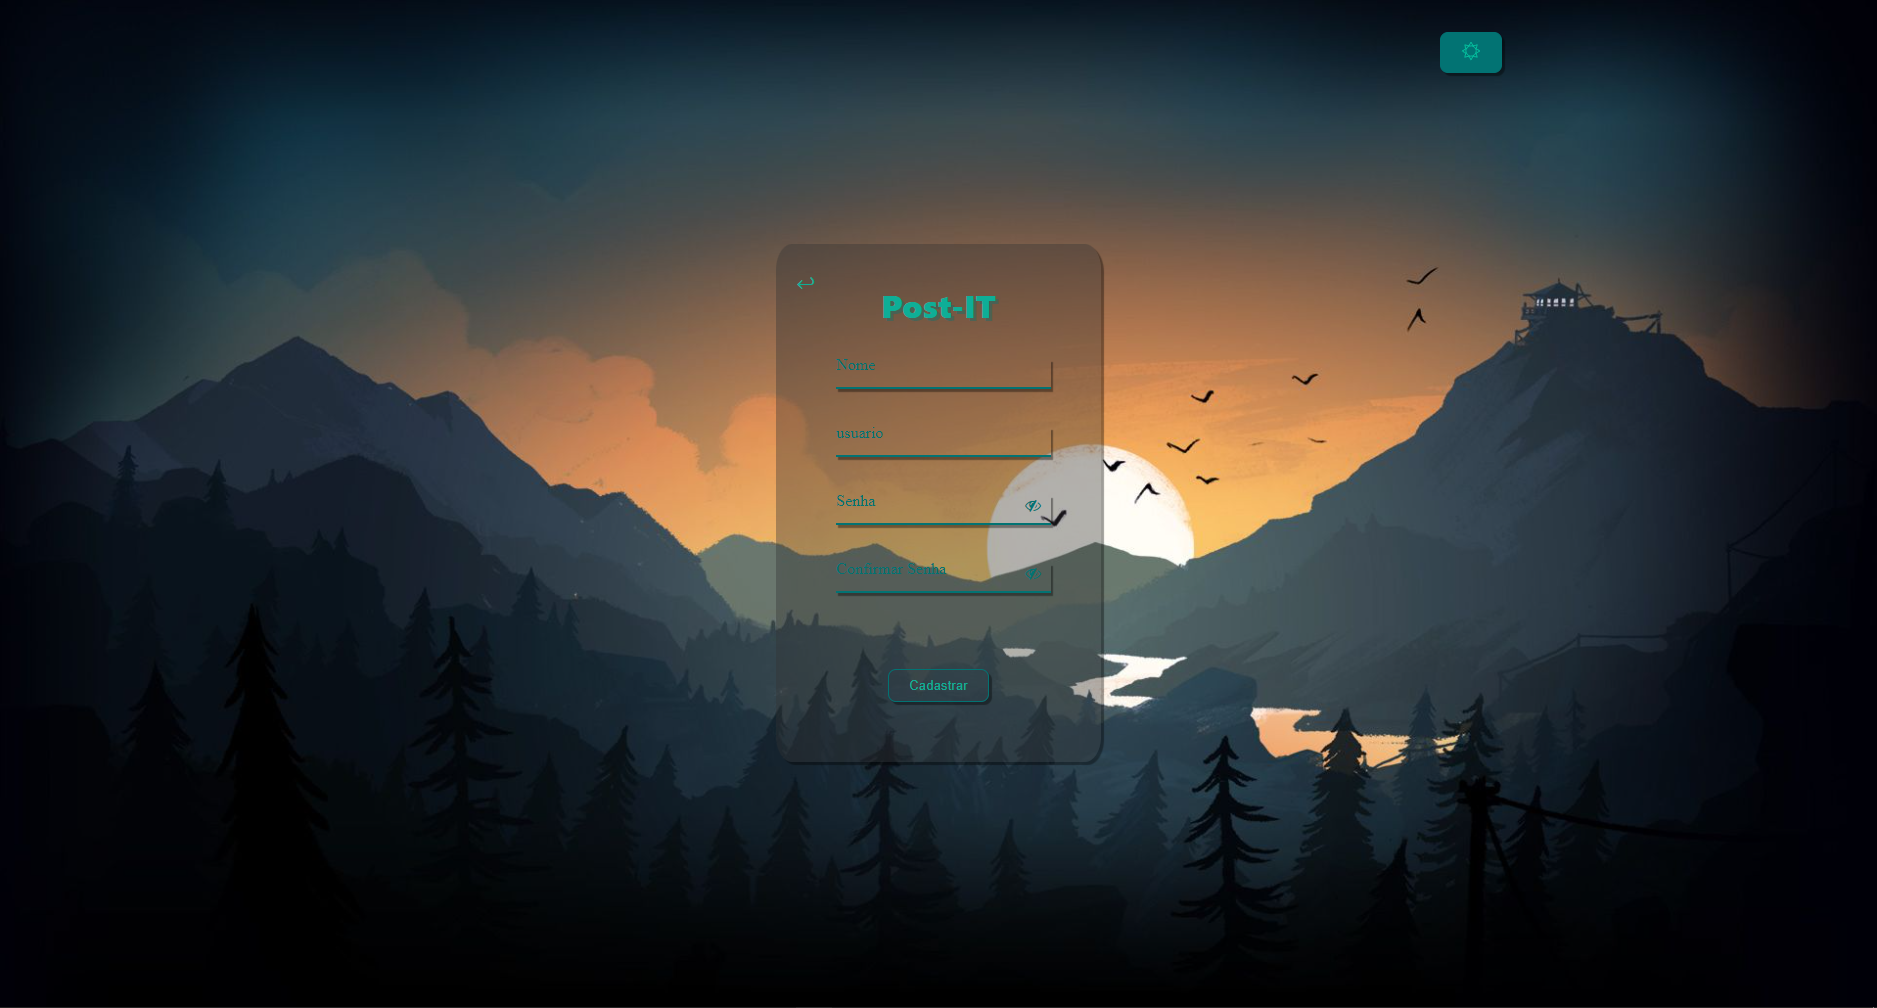 Post-IT
Nome
usuario
Senha
Confirmar Senha
Cadastrar